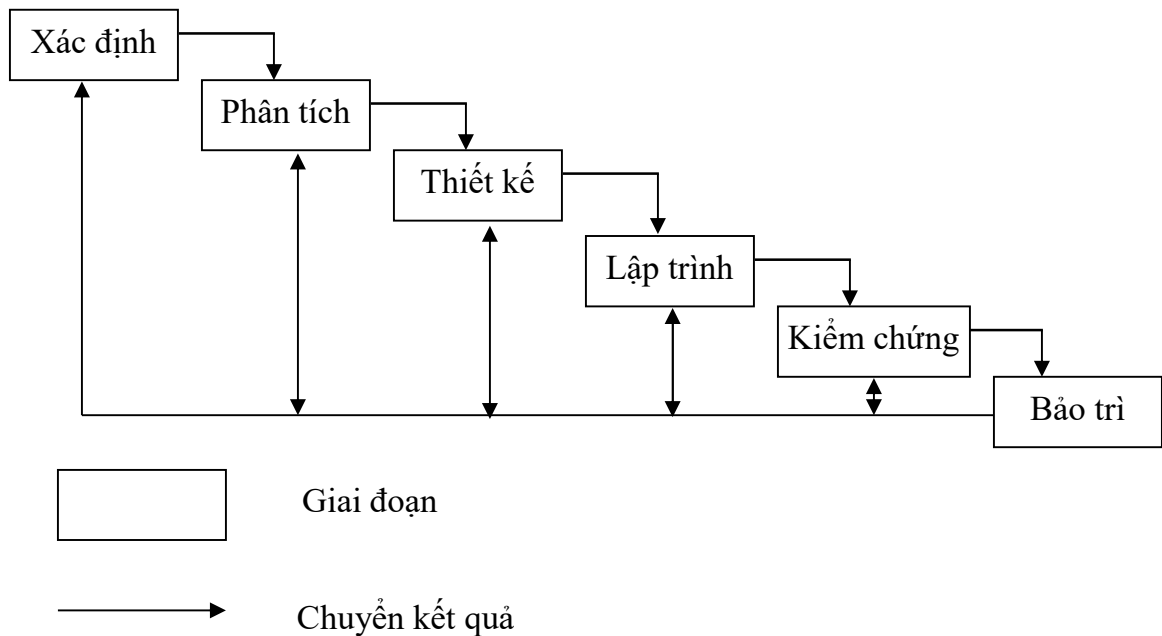 Xác định
Phân tích
Thiết kế
Lập trình
Kiểm chứng
Bảo trì
Giai đoạn
Chuyển kết quả